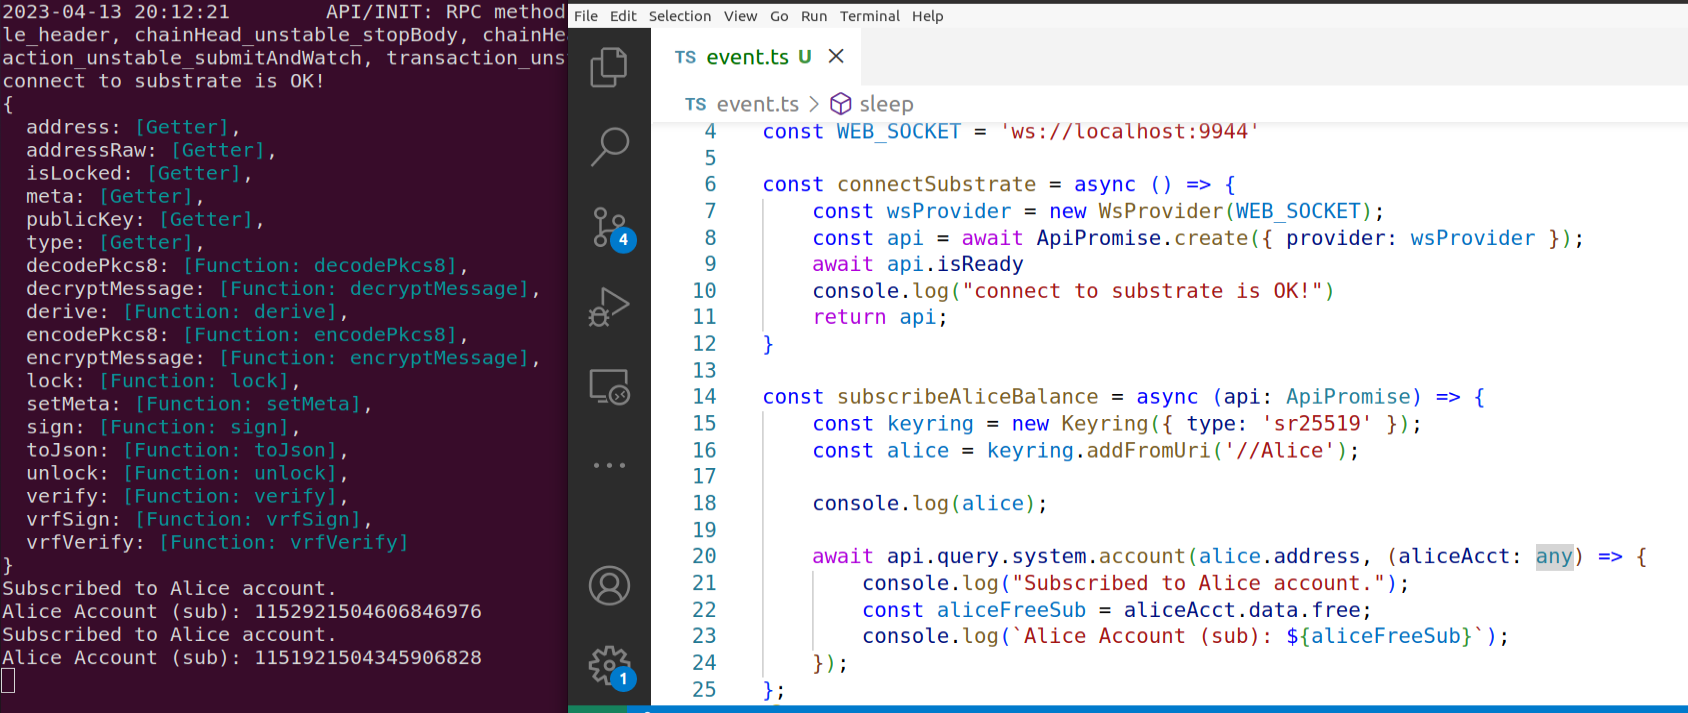 2023-04-13 20:12:21        API/INIT: RPC method
le_header, chainHead_unstable_stopBody, chainHe
action_unstable_submitAndWatch, transaction_uns
connect to substrate is OK!
{
  address: [Getter],
  addressRaw: [Getter],
  isLocked: [Getter],
  meta: [Getter],
  publicKey: [Getter],
  type: [Getter],
  decodePkcs8: [Function: decodePkcs8],
  decryptMessage: [Function: decryptMessage],
  derive: [Function: derive],
  encodePkcs8: [Function: encodePkcs8],
  encryptMessage: [Function: encryptMessage],
  lock: [Function: lock],
  setMeta: [Function: setMeta],
  sign: [Function: sign],
  toJson: [Function: toJson],
  unlock: [Function: unlock],
  verify: [Function: verify],
  vrfSign: [Function: vrfSign],
  vrfVerify: [Function: vrfVerify]
}
Subscribed to Alice account.
Alice Account (sub): 1152921504606846976
Subscribed to Alice account.
Alice Account (sub): 1151921504345906828
File Edit Selection View Go Run Terminal Help
TS event.ts U
TS event.ts > sleep
4 const WEB_SOCKET = 'ws://localhost:9944'
5
6 const connectSubstrate = async () => {
7     const wsProvider = new WsProvider(WEB_SOCKET);
8     const api = await ApiPromise.create({ provider: wsProvider });
9     await api.isReady
10     console.log("connect to substrate is OK!")
11     return api;
12 }
13
14 const subscribeAliceBalance = async (api: ApiPromise) => {
15     const keyring = new Keyring({ type: 'sr25519' });
16     const alice = keyring.addFromUri('//Alice');
17
18     console.log(alice);
19
20     await api.query.system.account(alice.address, (aliceAcct: any) => {
21         console.log("Subscribed to Alice account.");
22         const aliceFreeSub = aliceAcct.data.free;
23         console.log(`Alice Account (sub): ${aliceFreeSub}`);
24     });
25 };
4
1